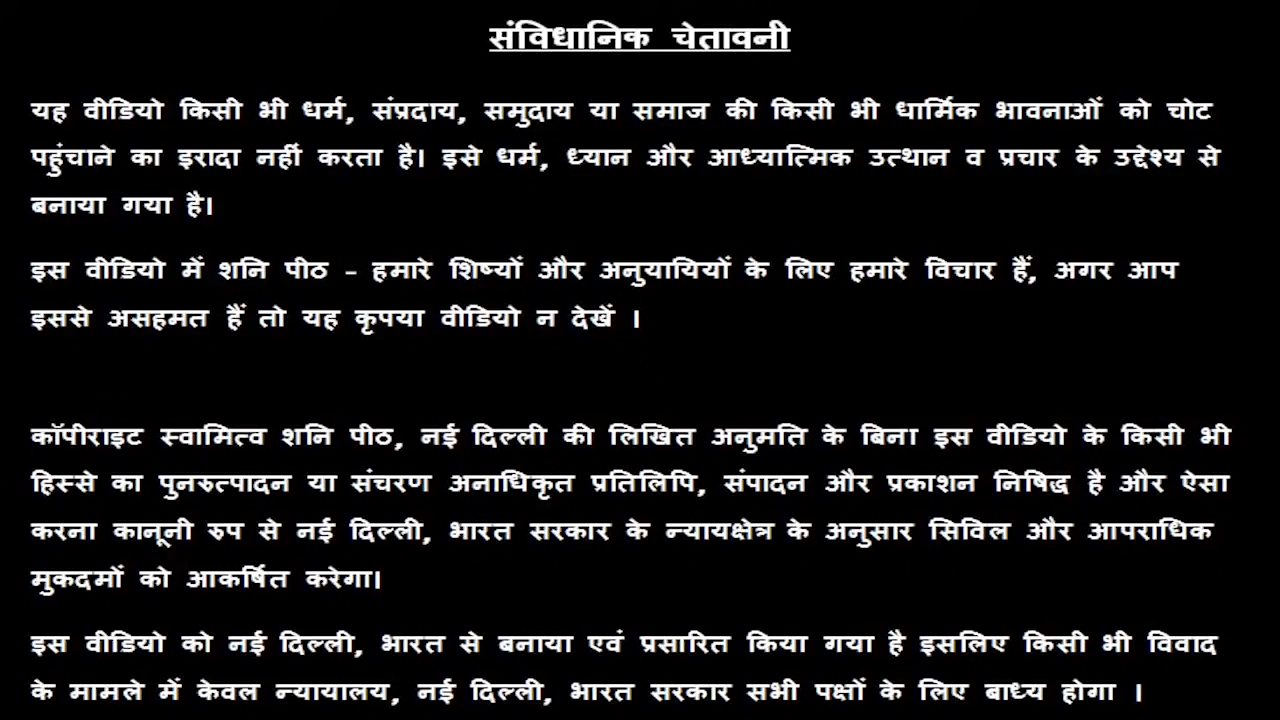 संविधानिक चेतावनी
यह वीडियो किसी भी धर्म, संप्रदाय, समुदाय या समाज की किसी भी धार्मिक भावनाओं को चोट
पहुंचाने का इरादा नहीं करता है। इसे धर्म, ध्यान और आध्यात्मिक उत्थान व प्रचार के उद्देश्य से
बनाया गया है।
इस वीडियो में शनि पीठ – हमारे शिष्यों और अनुयायियों के लिए हमारे विचार हैं, अगर आप
इससे असहमत हैं तो यह कृपया वीडियो न देखें ।
कॉपीराइट स्वामित्व शनि पीठ, नई दिल्ली की लिखित अनुमति के बिना इस वीडियो के किसी भी
हिस्से का पुनरुत्पादन या संचरण अनाधिकृत प्रतिलिपि, संपादन और प्रकाशन निषिद्ध है और ऐसा
करना कानूनी रुप से नई दिल्ली, भारत सरकार के न्यायक्षेत्र के अनुसार सिविल और आपराधिक
मुकदमों को आकर्षित करेगा।
इस वीडियो को नई दिल्ली, भारत से बनाया एवं प्रसारित किया गया है इसलिए किसी भी विवाद
के मामले में केवल न्यायालय, नई दिल्ली, भारत सरकार सभी पक्षों के लिए बाध्य होगा ।